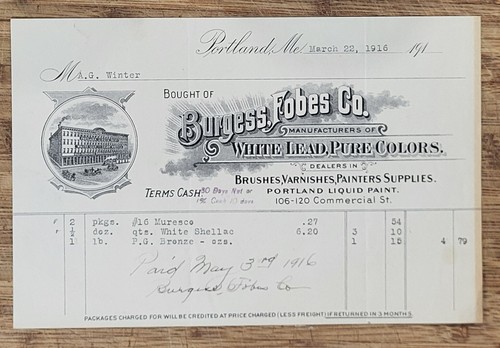 Portland, Me. March 22, 1916 191
M A.G. Winter
BOUGHT OF
Burgess, Fobes Co.
MANUFACTURERS OF
WHITE LEAD, PURE COLORS.
DEALERS IN
BRUSHES, VARNISHES, PAINTERS SUPPLIES.
PORTLAND LIQUID PAINT.
TERMS CASH 30 Days Net or
1% Cash 10 days
106-120 Commercial St.
F 2 pkgs. #16 Muresco .27 54
F ½ doz. qts. White Shellac 6.20 3 10
1 lb. P.G. Bronze - ozs. 1 15 4 79
Paid May 3rd 1916
Burgess, Fobes Co
PACKAGES CHARGED FOR WILL BE CREDITED AT PRICE CHARGED (LESS FREIGHT) IF RETURNED IN 3 MONTHS.